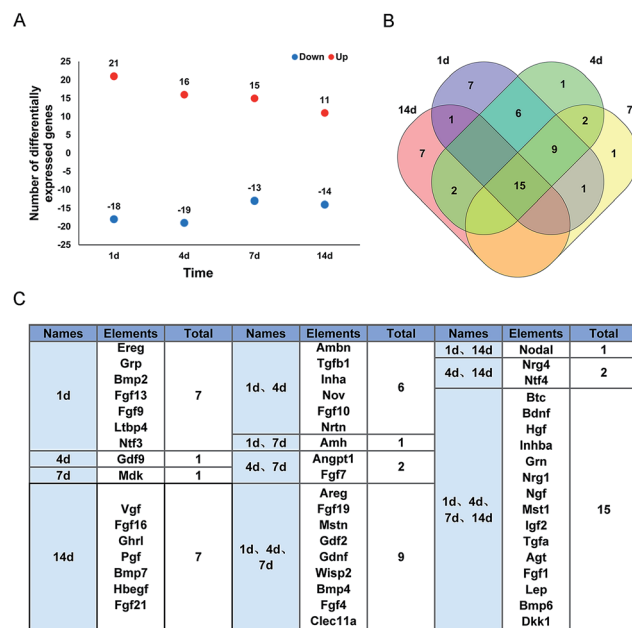 A
Number of differentially
expressed genes
25
20
15
10
5
0
-5
-10
-15
-20
-25
Down
Up
21
16
15
11
-18
-19
-13
-14
1d
4d
7d
14d
Time
B
1d
4d
14d
7
7
1
6
2
1
7
9
1
2
15
1
C
Names Elements Total
1d
Ereg
Grp
Bmp2
Fgf13
Fgf9
Ltbp4
Ntf3
7
4d Gdf9 1
7d Mdk 1
14d
Vgf
Fgf16
Ghrl
Pgf
Bmp7
Hbegf
Fgf21
7
Names Elements Total
1d、4d
Ambn
Tgfb1
Inha
Nov
Fgf10
Nrtn
6
1d、7d Amh 1
4d、7d
Angpt1
Fgf7
2
1d、4d、
7d
Areg
Fgf19
Mstn
Gdf2
Gdnf
Wisp2
Bmp4
Fgf4
Clec11a
9
Names Elements Total
1d、14d Nodal 1
4d、14d
Nrg4
Ntf4
2
1d、4d、
7d、14d
Btc
Bdnf
Hgf
Inhba
Grn
Nrg1
Ngf
Mst1
Igf2
Tgfa
Agt
Fgf1
Lep
Bmp6
Dkk1
15